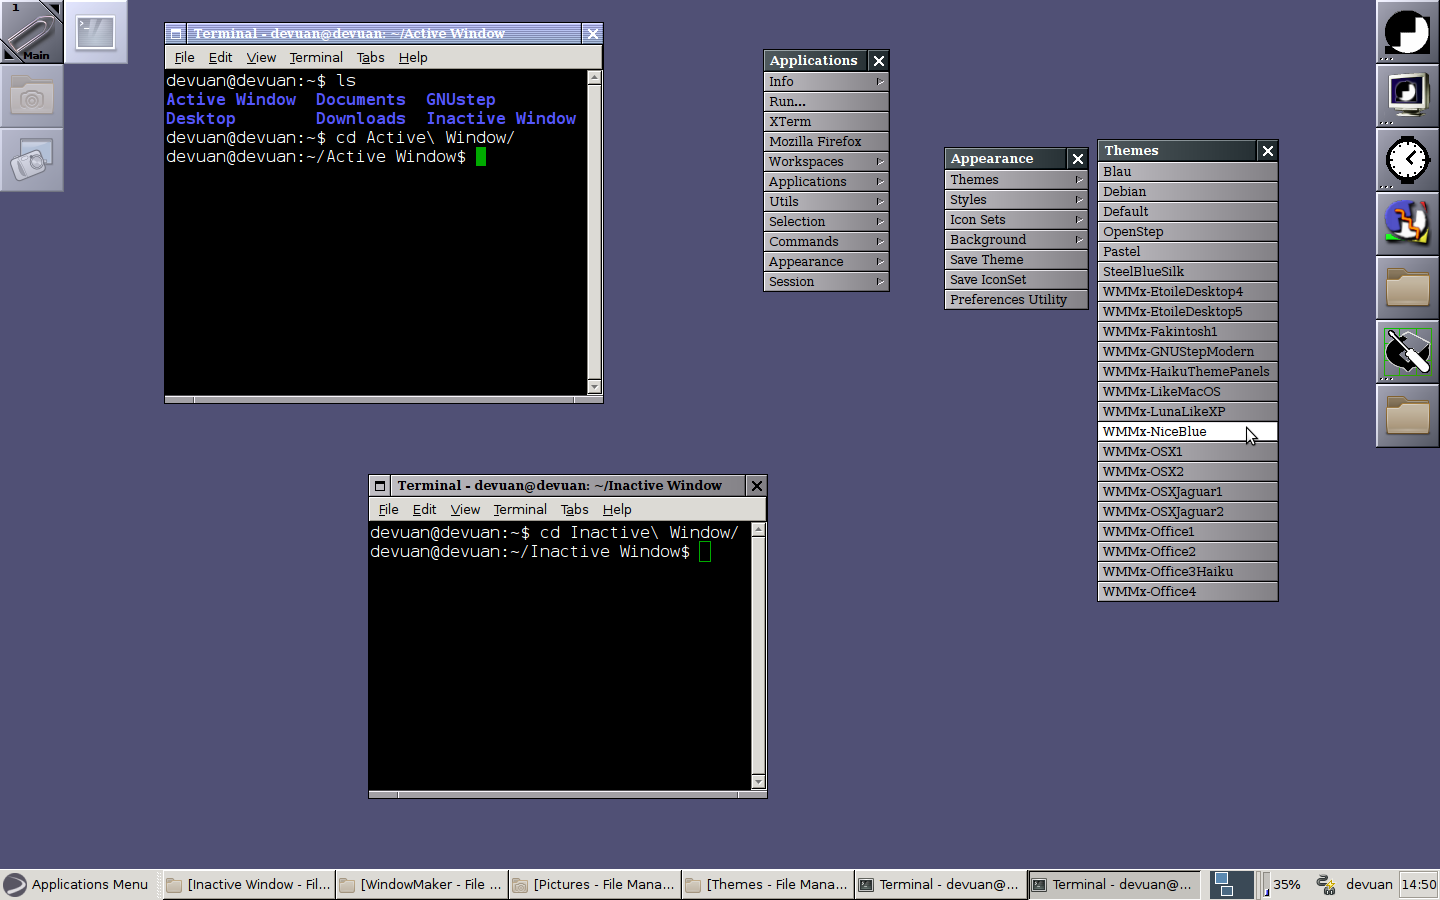 1
Main
Terminal - devuan@devuan: ~/Active Window
File Edit View Terminal Tabs Help
devuan@devuan:~$ ls
Active Window Documents GNUstep
Desktop Downloads Inactive Window
devuan@devuan:~$ cd Active\ Window/
devuan@devuan:~/Active Window$
Terminal - devuan@devuan: ~/Inactive Window
File Edit View Terminal Tabs Help
devuan@devuan:~$ cd Inactive\ Window/
devuan@devuan:~/Inactive Window$
Applications
Info
Run...
XTerm
Mozilla Firefox
Workspaces
Applications
Utils
Selection
Commands
Appearance
Session
Appearance
Themes
Styles
Icon Sets
Background
Save Theme
Save IconSet
Preferences Utility
Themes
Blau
Debian
Default
OpenStep
Pastel
SteelBlueSilk
WMMx-EtoileDesktop4
WMMx-EtoileDesktop5
WMMx-Fakintosh1
WMMx-GNUStepModern
WMMx-HaikuThemePanels
WMMx-LikeMacOS
WMMx-LunaLikeXP
WMMx-NiceBlue
WMMx-OSX1
WMMx-OSX2
WMMx-OSXJaguar1
WMMx-OSXJaguar2
WMMx-Office1
WMMx-Office2
WMMx-Office3Haiku
WMMx-Office4
Applications Menu [Inactive Window - Fil... [WindowMaker - File ... [Pictures - File Mana... [Themes - File Mana... Terminal - devuan@... Terminal - devuan@... 35% devuan 14:50